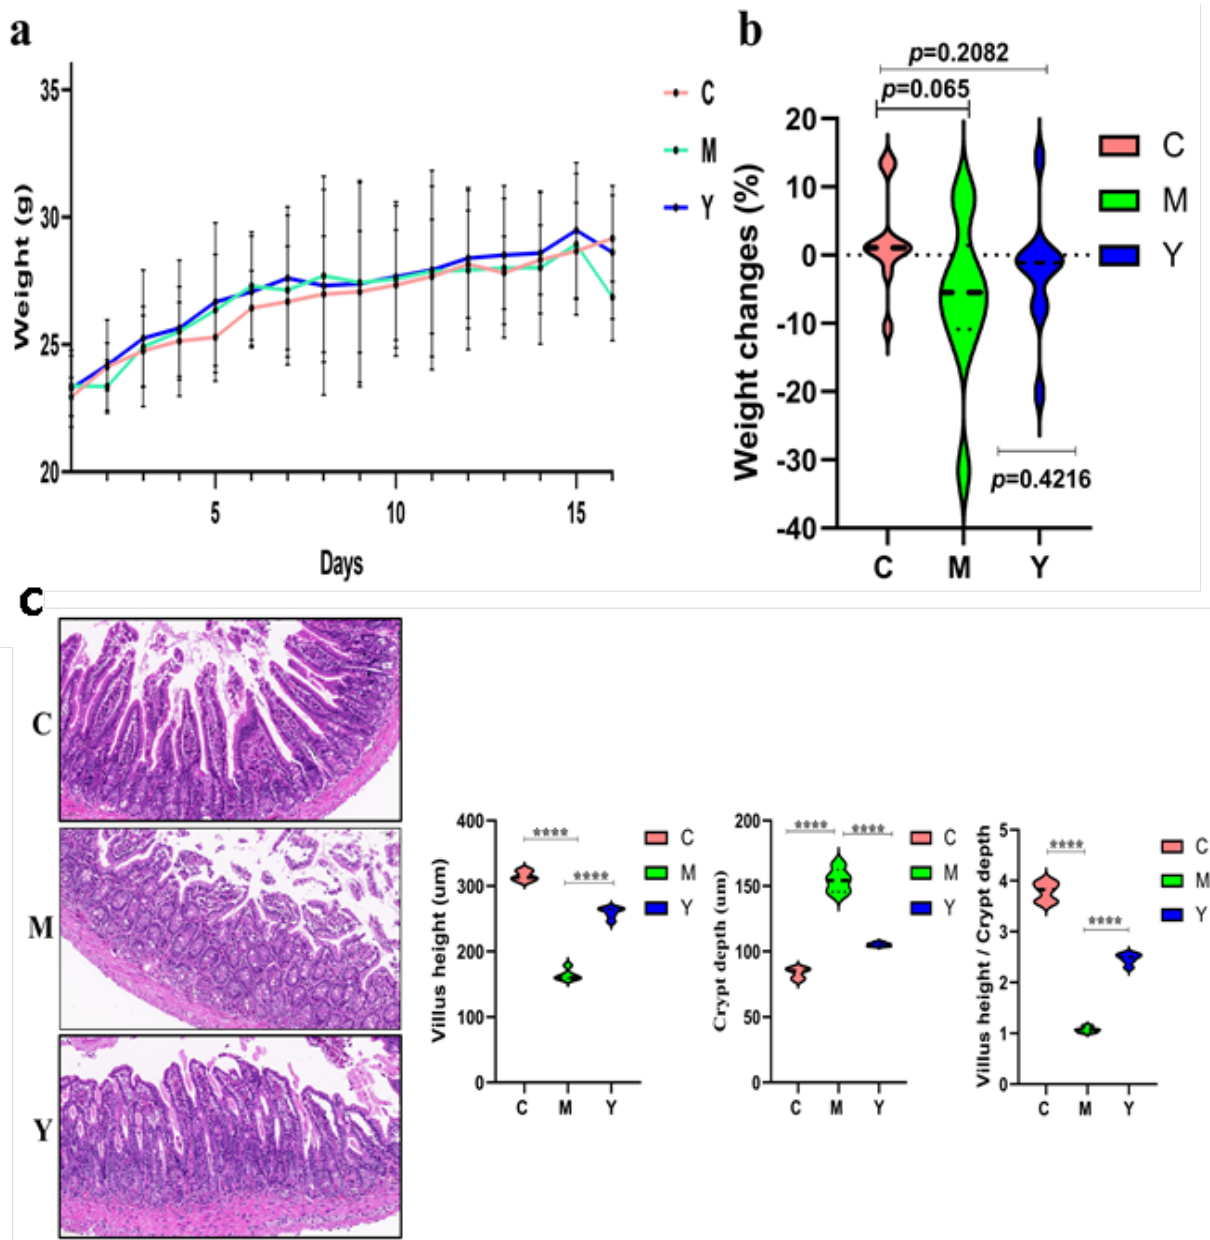 a
35
30
25
20
Weight (g)
5
10
15
Days
C
M
Y
b
p=0.2082
p=0.065
20
10
0
-10
-20
-30
-40
Weight changes (%)
p=0.4216
C
M
Y
C
M
Y
C
C
M
Y
400
300
200
100
0
Villus height (um)
****
****
C
M
Y
C
M
Y
200
150
100
50
0
Crypt depth (um)
****
****
C
M
Y
C
M
Y
5
4
3
2
1
0
Villus height / Crypt depth
****
****
C
M
Y
C
M
Y